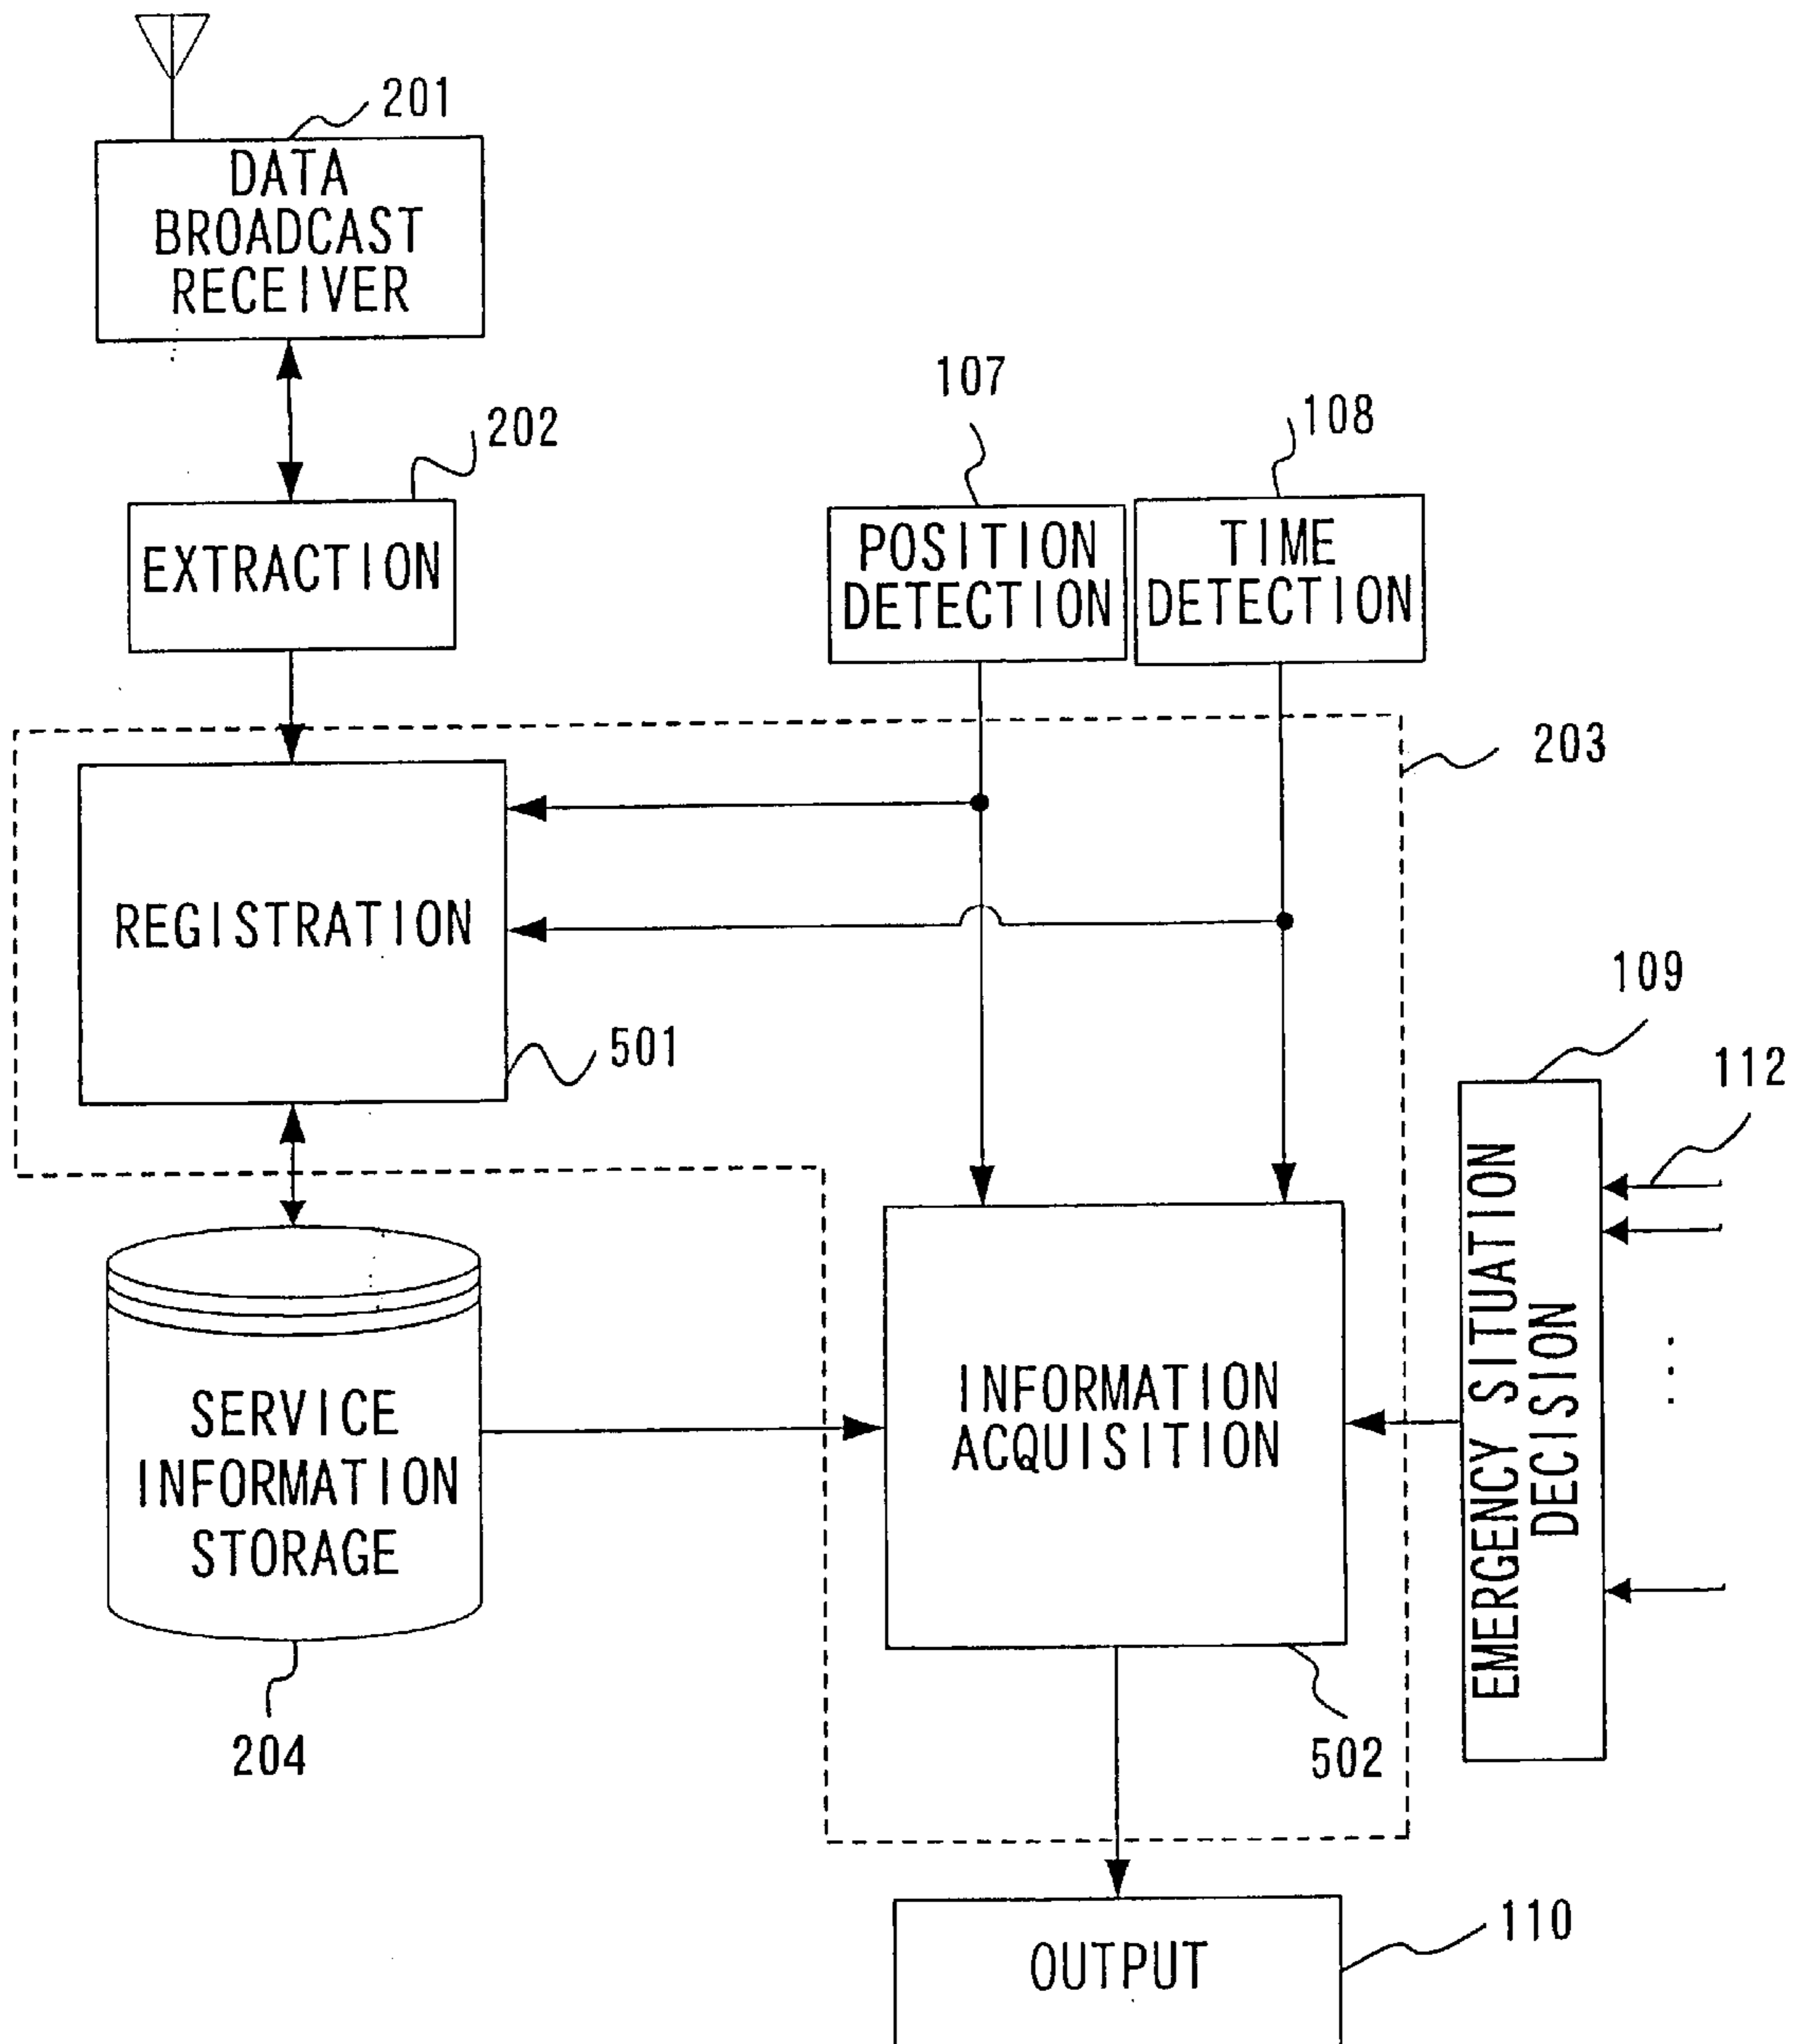 201
DATA
BROADCAST
RECEIVER
202
EXTRACTION
107
POSITION
DETECTION
108
TIME
DETECTION
203
REGISTRATION
501
109
112
EMERGENCY SITUATION
DECISION
SERVICE
INFORMATION
STORAGE
204
INFORMATION
ACQUISITION
502
OUTPUT
110